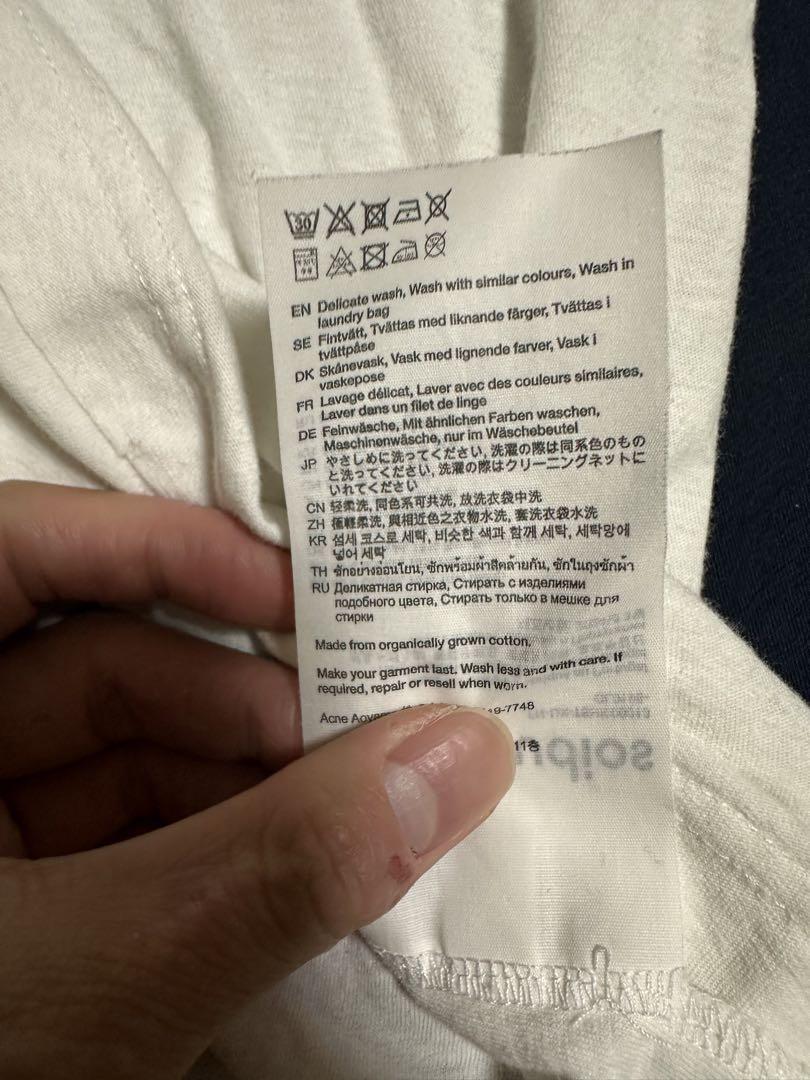 30
EN Delicate wash, Wash with similar colours, Wash in
laundry bag
SE Fintvätt, Tvättas med liknande färger, Tvättas i
tvättpåse
DK Skånevask, Vask med lignende farver, Vask i
vaskepose
FR Lavage délicat, Laver avec des couleurs similaires,
Laver dans un filet de linge
DE Feinwäsche, Mit ähnlichen Farben waschen,
Maschinenwäsche, nur im Wäschebeutel
JP やさしめに洗ってください, 洗濯の際は同系色のもの
と洗ってください, 洗濯の際はクリーニングネットに
いれてください
CN 轻柔洗, 同色系可共洗, 放洗衣袋中洗
ZH 極輕柔洗, 與相近色之衣物水洗, 套洗衣袋水洗
KR 섬세 코스로 세탁, 비슷한 색과 함께 세탁, 세탁망에
넣어 세탁
TH ซักอย่างอ่อนโยน, ซักพร้อมผ้าสีคล้ายกัน, ซักในถุงซักผ้า
RU Деликатная стирка, Стирать с изделиями
подобного цвета, Стирать только в мешке для
стирки
Made from organically grown cotton.
Make your garment last. Wash less and with care. If
required, repair or resell when worn.
Acne 19-7748
11층